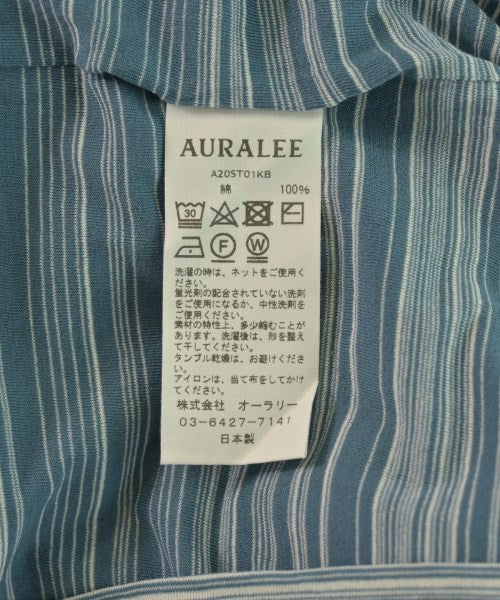 AURALEE
A20ST01KB
綿 100%
30
F W
洗濯の時は、ネットをご使用く
ださい。
蛍光剤の配合されていない洗剤
をご使用になるか、中性洗剤を
ご使用ください。
素材の特性上、多少縮むことが
あります。洗濯後は、形を整え
て干してください。
タンブル乾燥は、お避けくださ
い。
アイロンは、当て布をしてかけ
てください。
株式会社 オーラリー
03-6427-7141
日本製